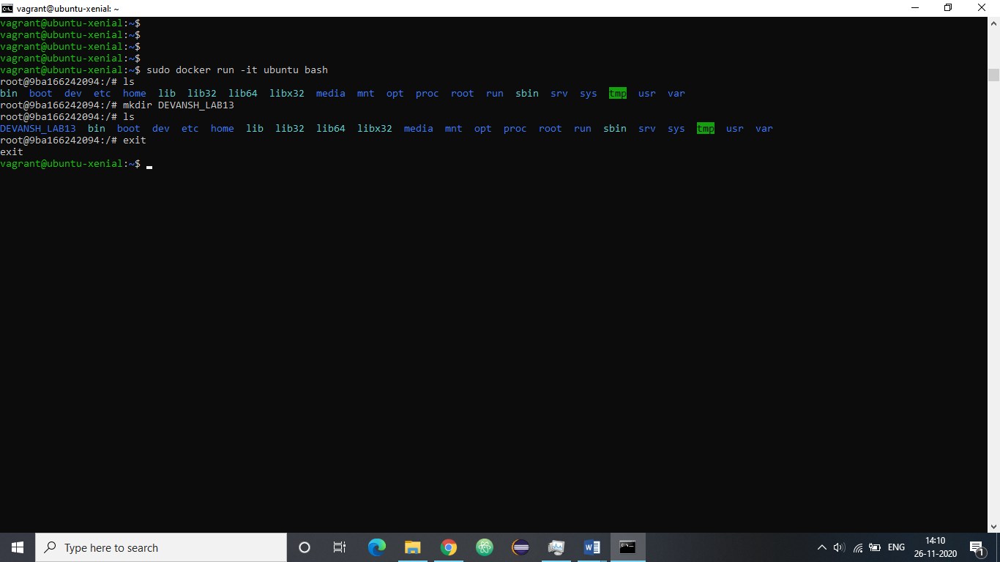 vagrant@ubuntu-xenial: ~
vagrant@ubuntu-xenial:~$
vagrant@ubuntu-xenial:~$
vagrant@ubuntu-xenial:~$
vagrant@ubuntu-xenial:~$
vagrant@ubuntu-xenial:~$ sudo docker run -it ubuntu bash
root@9ba166242094:/# ls
bin  boot  dev  etc  home  lib  lib32  lib64  libx32  media  mnt  opt  proc  root  run  sbin  srv  sys  tmp  usr  var
root@9ba166242094:/# mkdir DEVANSH_LAB13
root@9ba166242094:/# ls
DEVANSH_LAB13  bin  boot  dev  etc  home  lib  lib32  lib64  libx32  media  mnt  opt  proc  root  run  sbin  srv  sys  tmp  usr  var
root@9ba166242094:/# exit
exit
vagrant@ubuntu-xenial:~$
Type here to search
ENG
14:10
26-11-2020
1